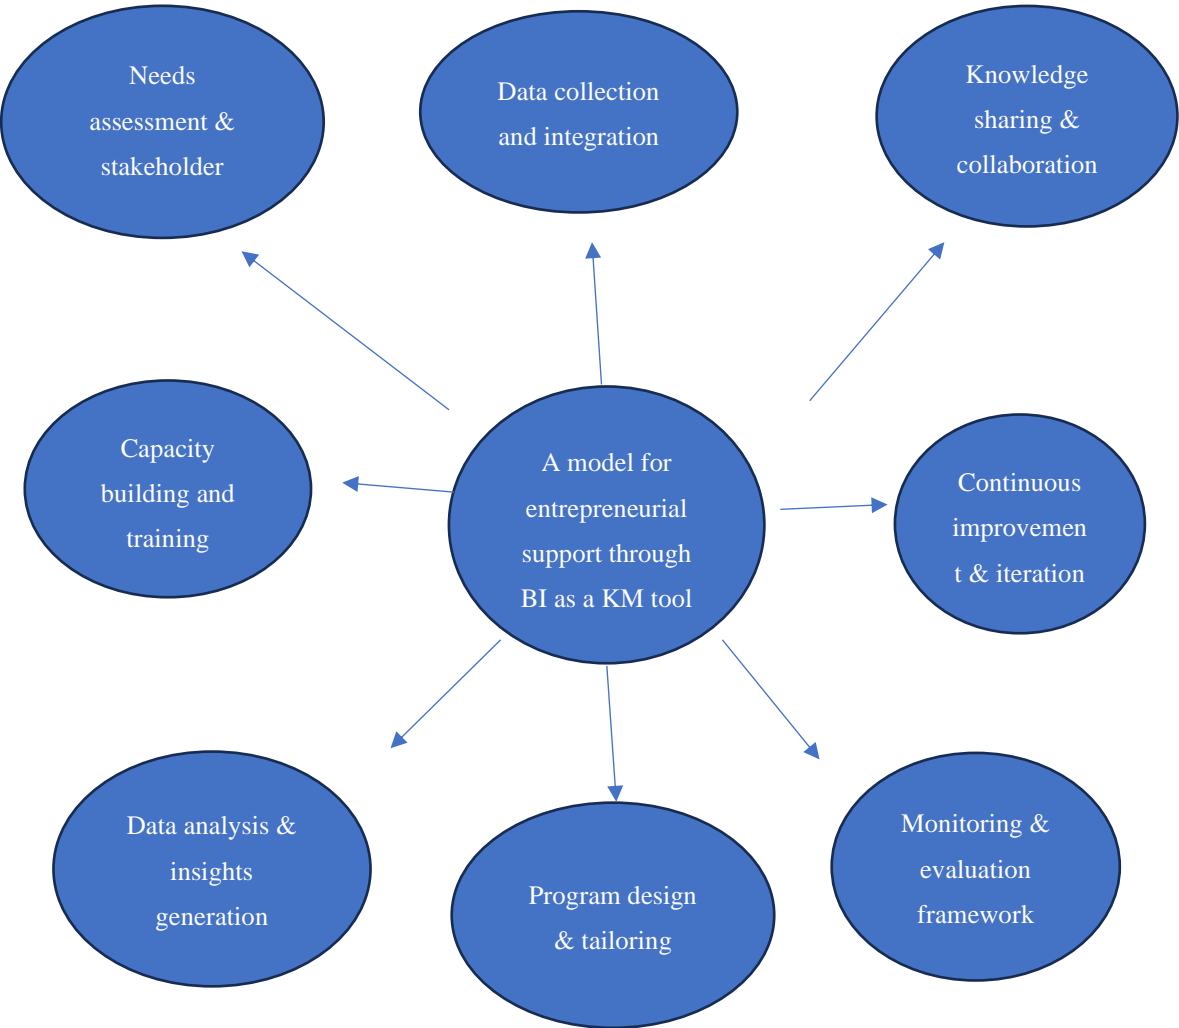 Needs
assessment &
stakeholder
Data collection
and integration
Knowledge
sharing &
collaboration
Capacity
building and
training
A model for
entrepreneurial
support through
BI as a KM tool
Continuous
improvemen
t & iteration
Data analysis &
insights
generation
Program design
& tailoring
Monitoring &
evaluation
framework